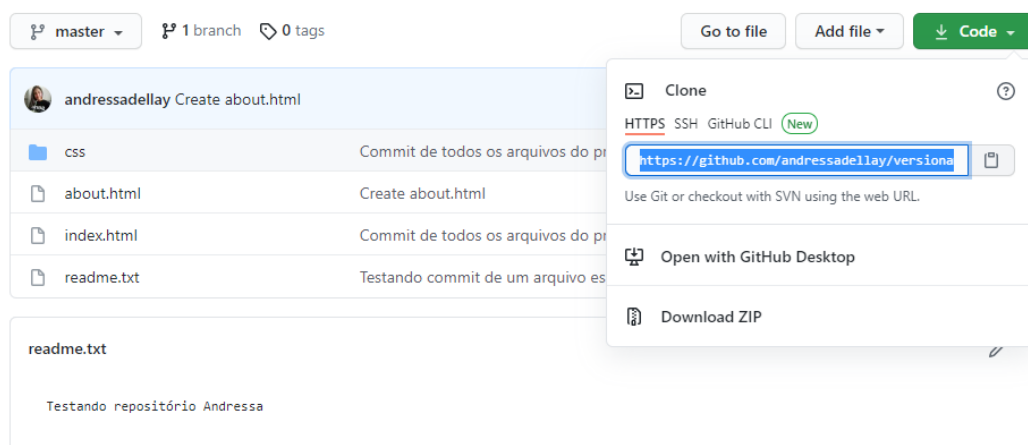 master 1 branch 0 tags Go to file Add file Code
andressadellay Create about.html
css Commit de todos os arquivos do pr
about.html Create about.html
index.html Commit de todos os arquivos do pr
readme.txt Testando commit de um arquivo es
Clone
HTTPS SSH GitHub CLI New
https://github.com/andressadellay/versiona
Use Git or checkout with SVN using the web URL.
Open with GitHub Desktop
Download ZIP
readme.txt
Testando repositório Andressa